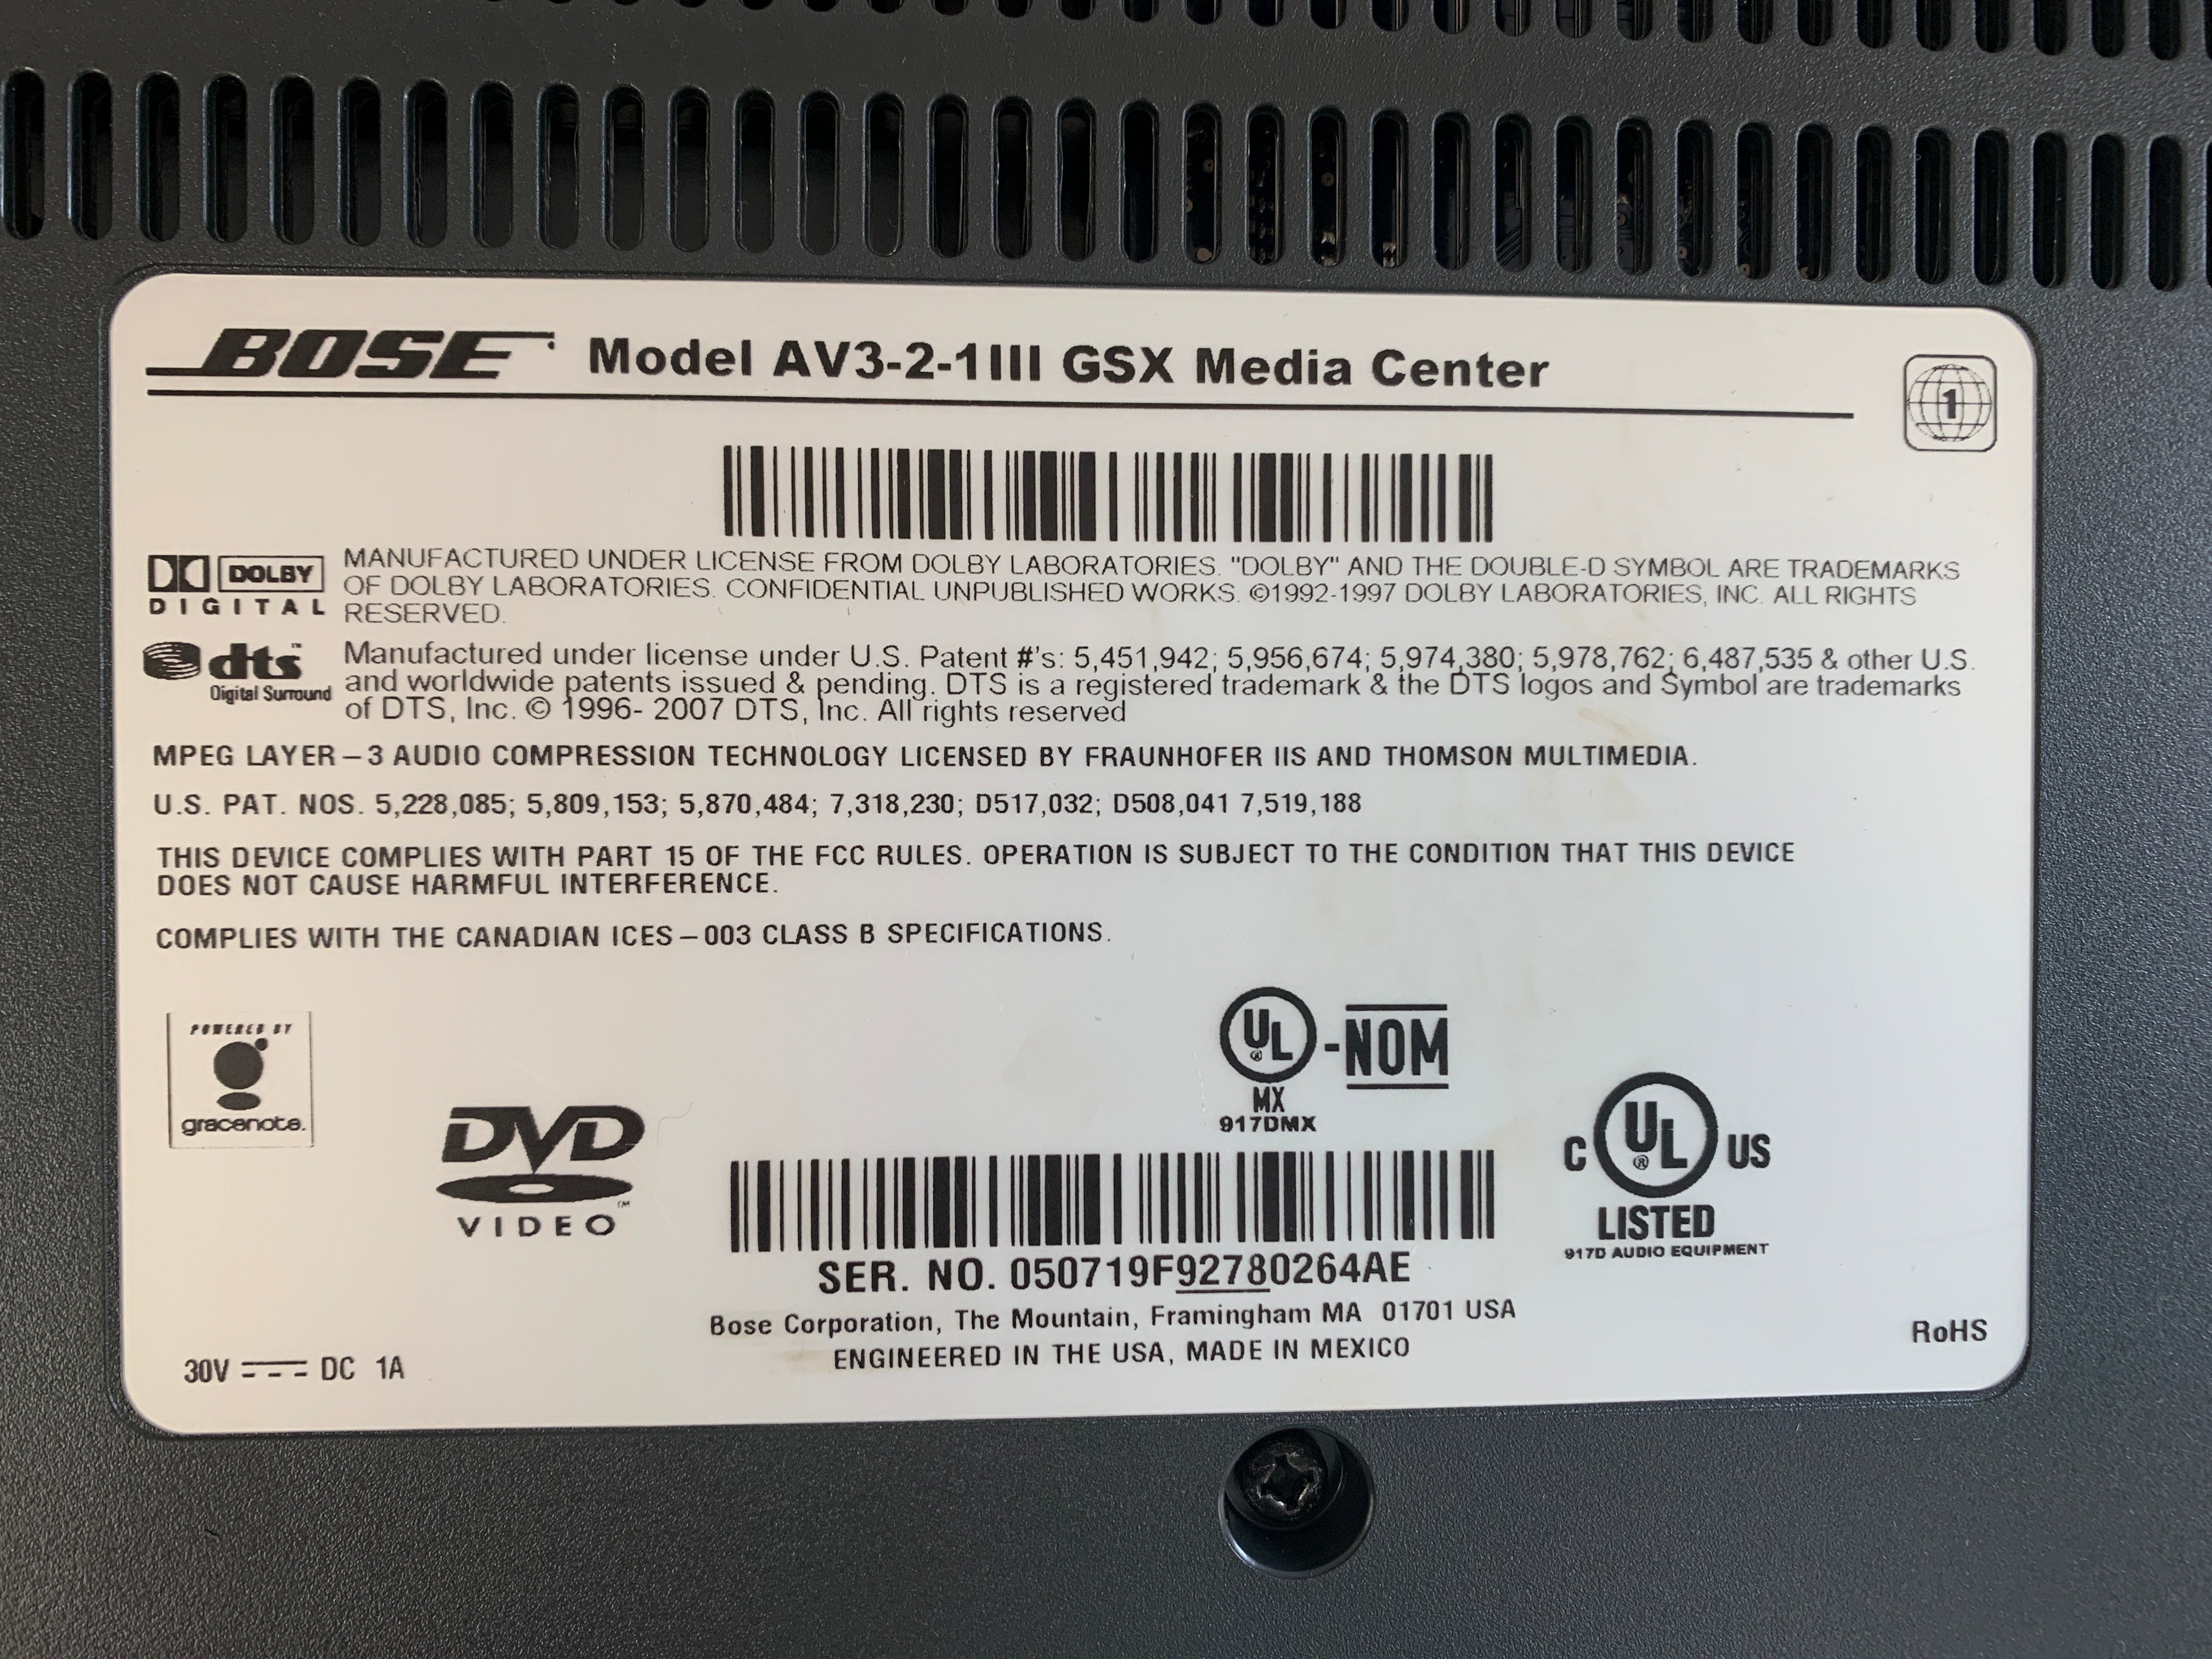 BOSE Model AV3-2-1III GSX Media Center
1
DOLBY
DIGITAL
MANUFACTURED UNDER LICENSE FROM DOLBY LABORATORIES. "DOLBY" AND THE DOUBLE-D SYMBOL ARE TRADEMARKS
OF DOLBY LABORATORIES. CONFIDENTIAL UNPUBLISHED WORKS. ©1992-1997 DOLBY LABORATORIES, INC. ALL RIGHTS
RESERVED.
dts™
Digital Surround
Manufactured under license under U.S. Patent #'s: 5,451,942; 5,956,674; 5,974,380; 5,978,762; 6,487,535 & other U.S.
and worldwide patents issued & pending. DTS is a registered trademark & the DTS logos and Symbol are trademarks
of DTS, Inc. © 1996- 2007 DTS, Inc. All rights reserved
MPEG LAYER–3 AUDIO COMPRESSION TECHNOLOGY LICENSED BY FRAUNHOFER IIS AND THOMSON MULTIMEDIA.
U.S. PAT. NOS. 5,228,085; 5,809,153; 5,870,484; 7,318,230; D517,032; D508,041 7,519,188
THIS DEVICE COMPLIES WITH PART 15 OF THE FCC RULES. OPERATION IS SUBJECT TO THE CONDITION THAT THIS DEVICE
DOES NOT CAUSE HARMFUL INTERFERENCE.
COMPLIES WITH THE CANADIAN ICES–003 CLASS B SPECIFICATIONS.
POWERED BY
gracenote.
DVD
VIDEO™
UL® -NOM
MX
917DMX
C UL® US
LISTED
917D AUDIO EQUIPMENT
SER. NO. 050719F92780264AE
Bose Corporation, The Mountain, Framingham MA 01701 USA
ENGINEERED IN THE USA, MADE IN MEXICO
30V DC 1A
RoHS